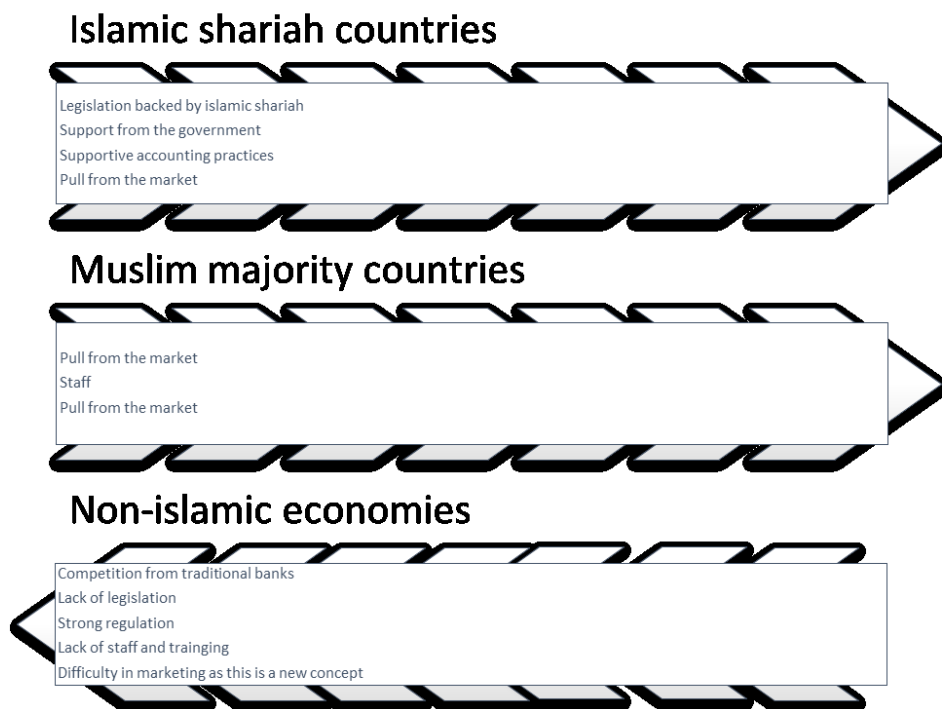 Islamic shariah countries
Legislation backed by islamic shariah
Support from the government
Supportive accounting practices
Pull from the market
Muslim majority countries
Pull from the market
Staff
Pull from the market
Non-islamic economies
Competition from traditional banks
Lack of legislation
Strong regulation
Lack of staff and trainging
Difficulty in marketing as this is a new concept